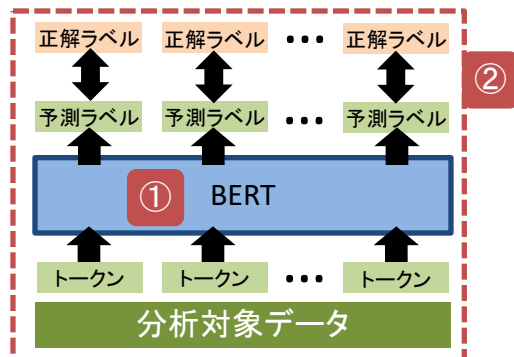 正解ラベル 正解ラベル ••• 正解ラベル
②
予測ラベル 予測ラベル ••• 予測ラベル
① BERT
トークン トークン ••• トークン
分析対象データ